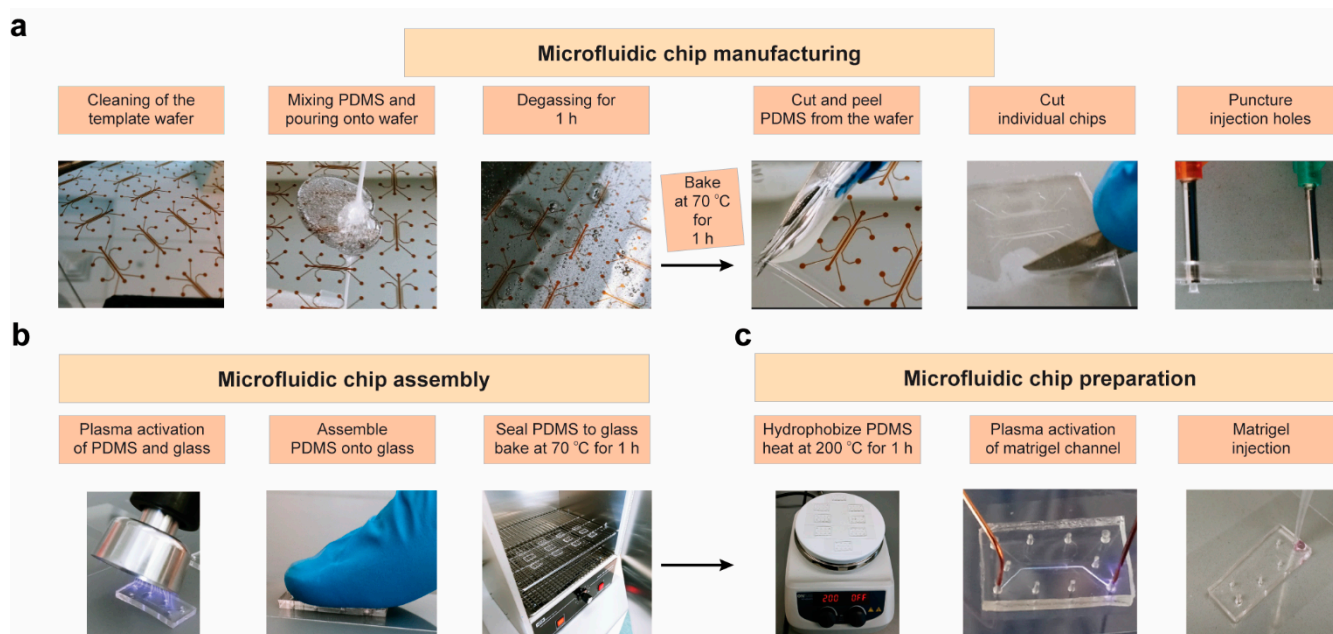 a
Microfluidic chip manufacturing
Cleaning of the
template wafer
Mixing PDMS and
pouring onto wafer
Degassing for
1 h
Bake
at 70 °C
for
1 h
Cut and peel
PDMS from the wafer
Cut
individual chips
Puncture
injection holes
b
Microfluidic chip assembly
Plasma activation
of PDMS and glass
Assemble
PDMS onto glass
Seal PDMS to glass
bake at 70 °C for 1 h
c
Microfluidic chip preparation
Hydrophobize PDMS
heat at 200 °C for 1 h
Plasma activation
of matrigel channel
Matrigel
injection
200 OFF